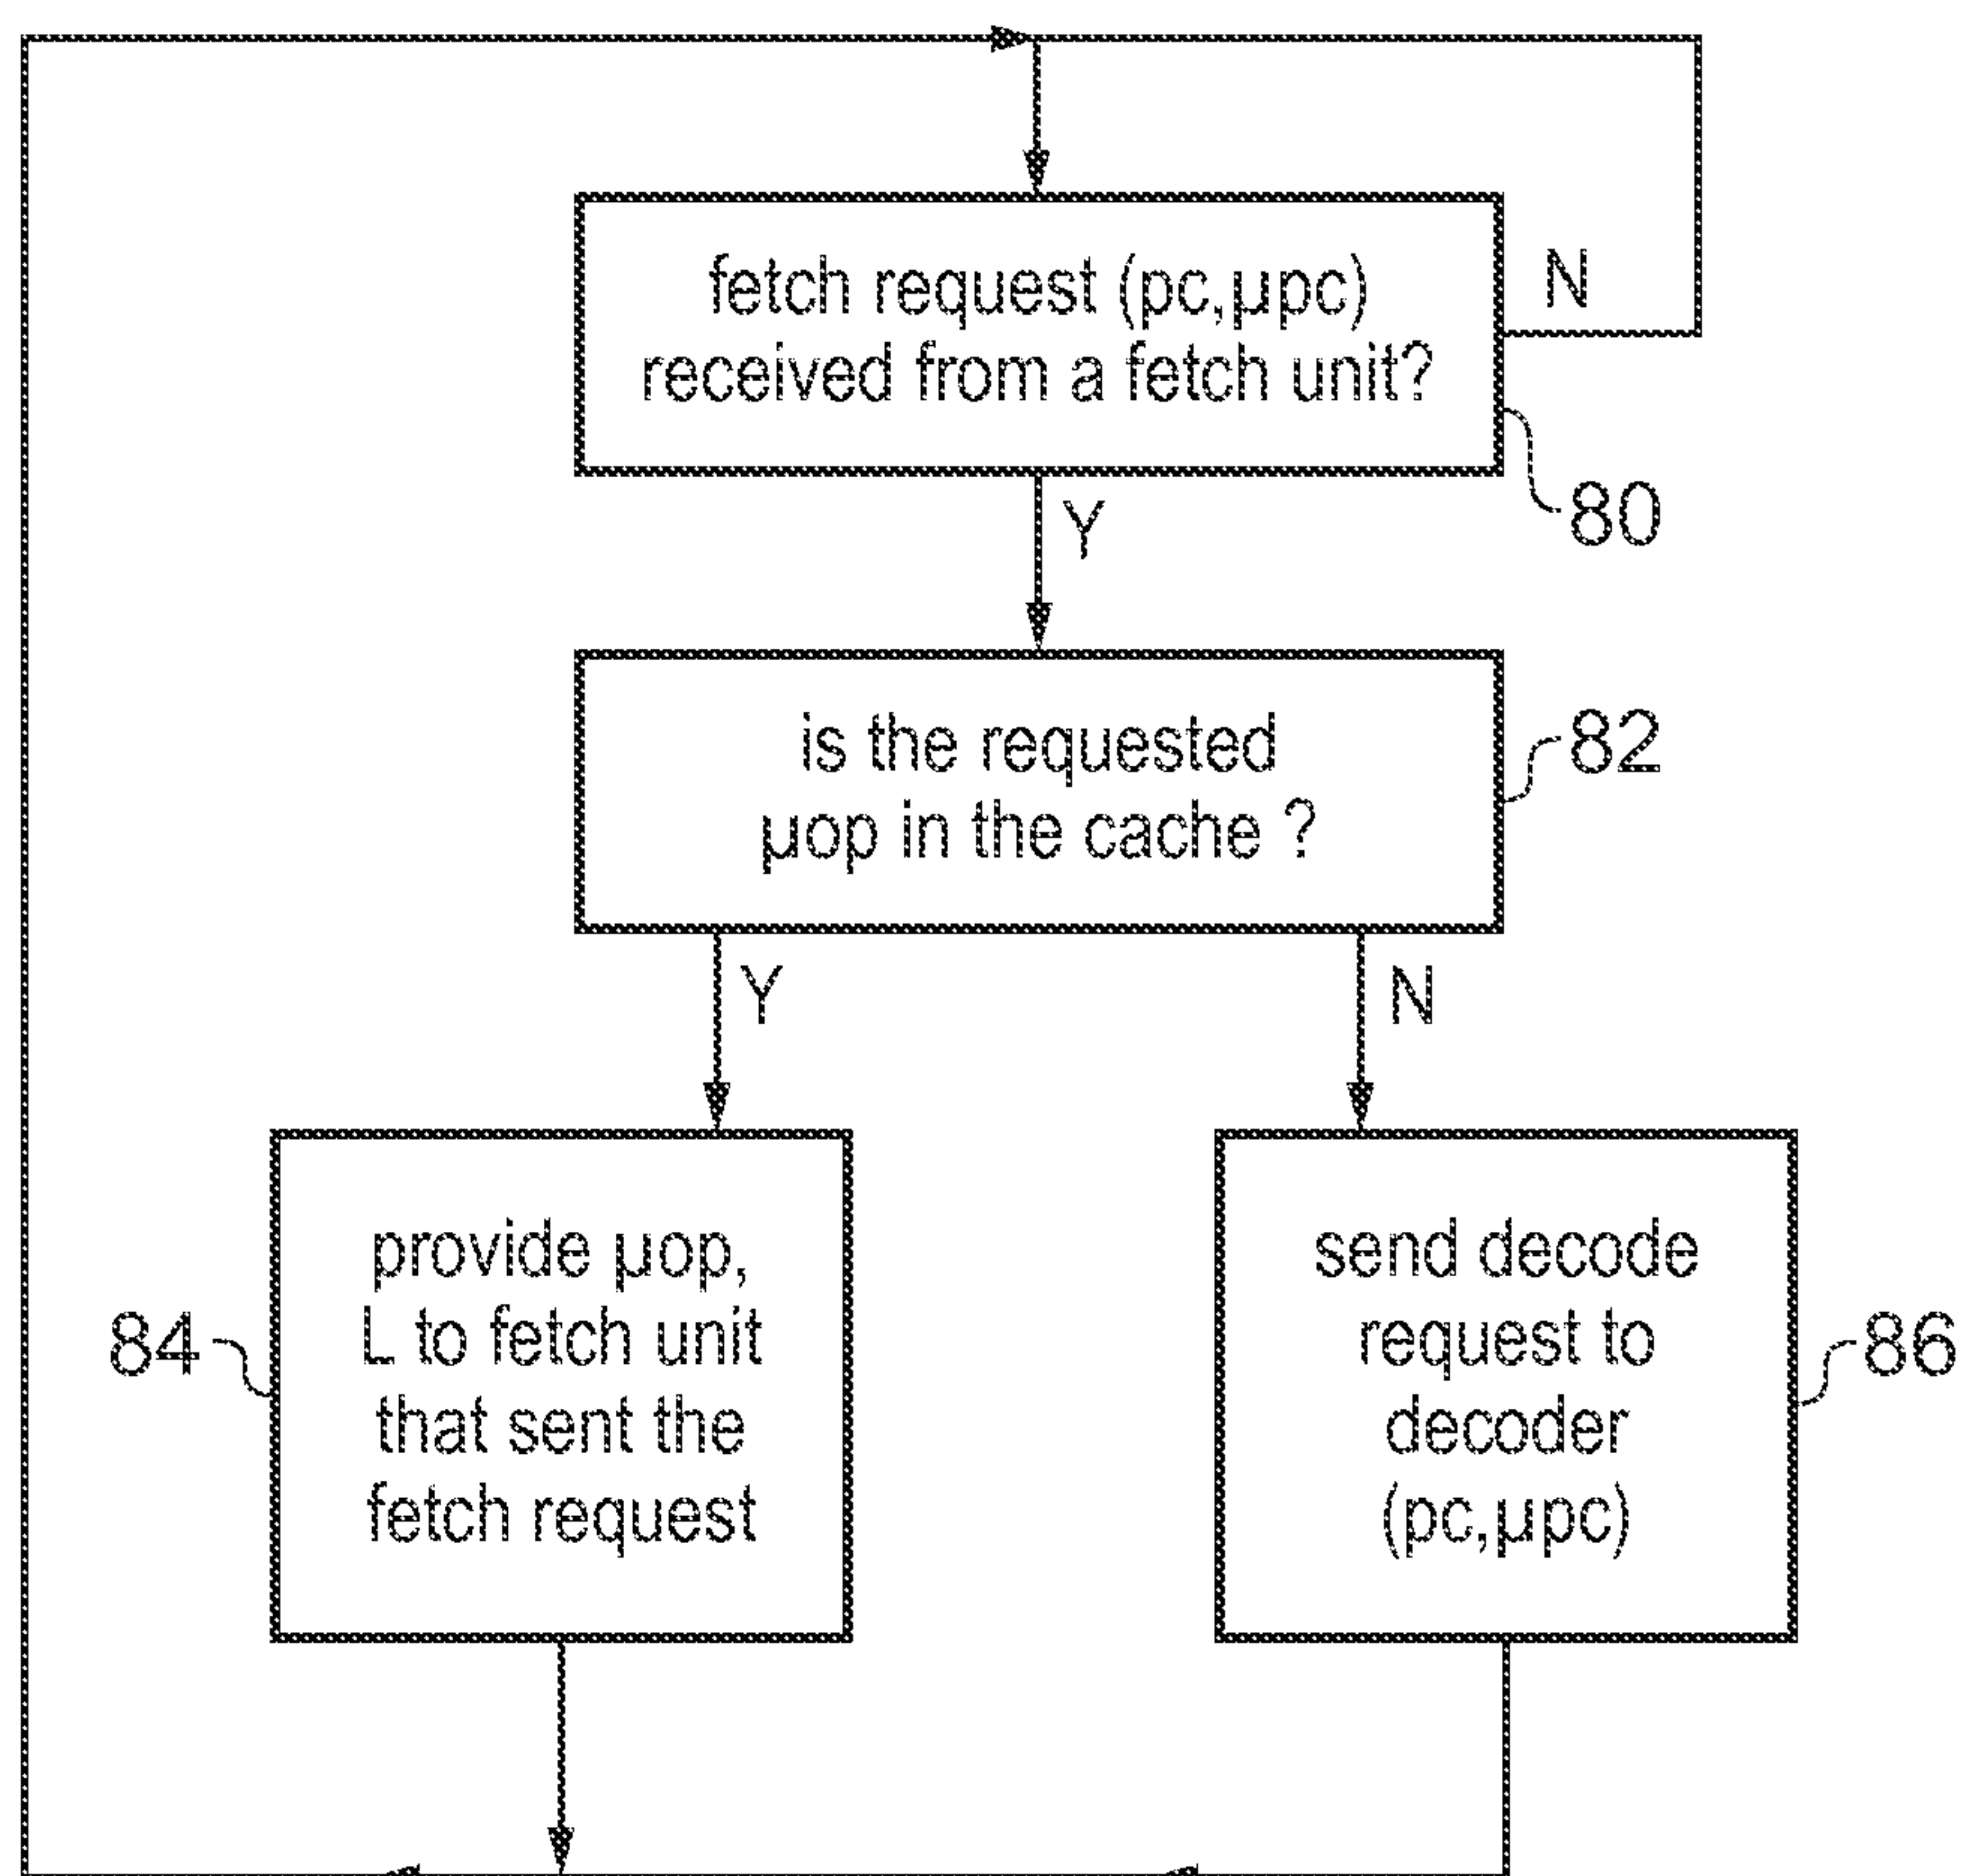 fetch request (pc,µpc)
received from a fetch unit?
N
80
Y
is the requested
µop in the cache ?
82
Y
N
provide µop,
L to fetch unit
that sent the
fetch request
84
send decode
request to
decoder
(pc,µpc)
86